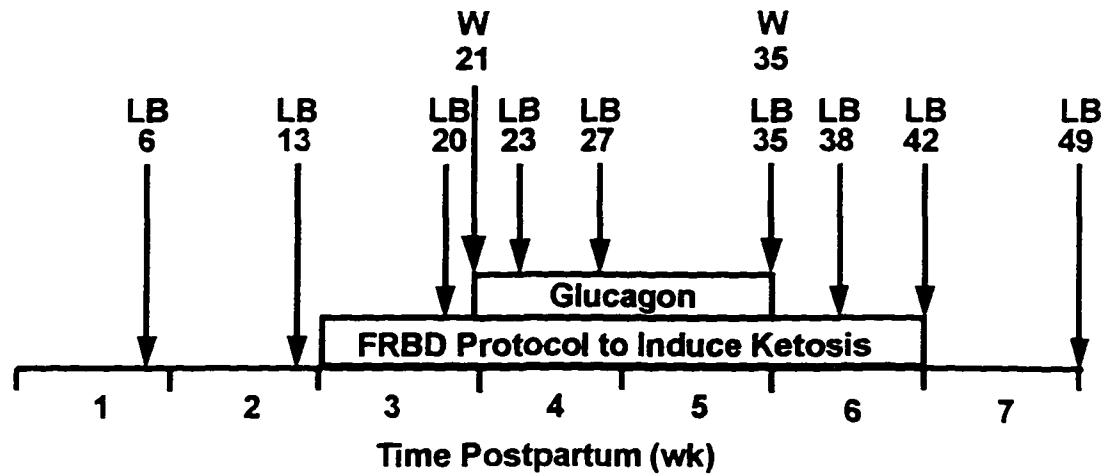 W W
21 35
LB LB LB LB LB LB LB LB LB
6 13 20 23 27 35 38 42 49
Glucagon
FRBD Protocol to Induce Ketosis
1 2 3 4 5 6 7
Time Postpartum (wk)